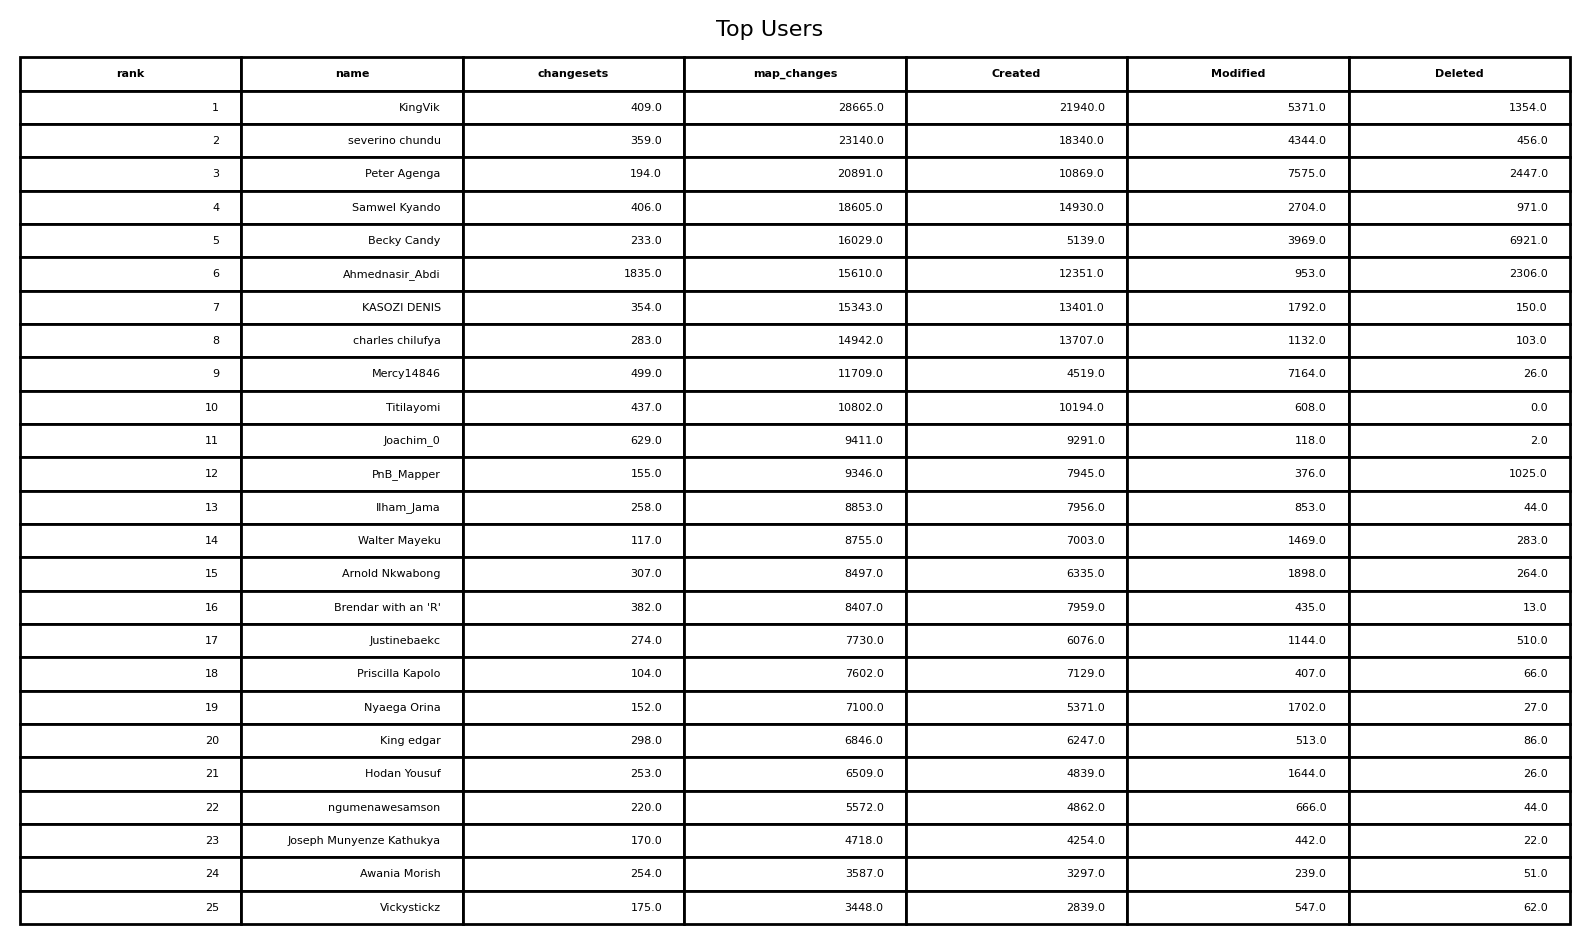 Top Users
rank name changesets map_changes Created Modified Deleted
1 KingVik 409.0 28665.0 21940.0 5371.0 1354.0
2 severino chundu 359.0 23140.0 18340.0 4344.0 456.0
3 Peter Agenga 194.0 20891.0 10869.0 7575.0 2447.0
4 Samwel Kyando 406.0 18605.0 14930.0 2704.0 971.0
5 Becky Candy 233.0 16029.0 5139.0 3969.0 6921.0
6 Ahmednasir_Abdi 1835.0 15610.0 12351.0 953.0 2306.0
7 KASOZI DENIS 354.0 15343.0 13401.0 1792.0 150.0
8 charles chilufya 283.0 14942.0 13707.0 1132.0 103.0
9 Mercy14846 499.0 11709.0 4519.0 7164.0 26.0
10 Titilayomi 437.0 10802.0 10194.0 608.0 0.0
11 Joachim_0 629.0 9411.0 9291.0 118.0 2.0
12 PnB_Mapper 155.0 9346.0 7945.0 376.0 1025.0
13 Ilham_Jama 258.0 8853.0 7956.0 853.0 44.0
14 Walter Mayeku 117.0 8755.0 7003.0 1469.0 283.0
15 Arnold Nkwabong 307.0 8497.0 6335.0 1898.0 264.0
16 Brendar with an 'R' 382.0 8407.0 7959.0 435.0 13.0
17 Justinebaekc 274.0 7730.0 6076.0 1144.0 510.0
18 Priscilla Kapolo 104.0 7602.0 7129.0 407.0 66.0
19 Nyaega Orina 152.0 7100.0 5371.0 1702.0 27.0
20 King edgar 298.0 6846.0 6247.0 513.0 86.0
21 Hodan Yousuf 253.0 6509.0 4839.0 1644.0 26.0
22 ngumenawesamson 220.0 5572.0 4862.0 666.0 44.0
23 Joseph Munyenze Kathukya 170.0 4718.0 4254.0 442.0 22.0
24 Awania Morish 254.0 3587.0 3297.0 239.0 51.0
25 Vickystickz 175.0 3448.0 2839.0 547.0 62.0